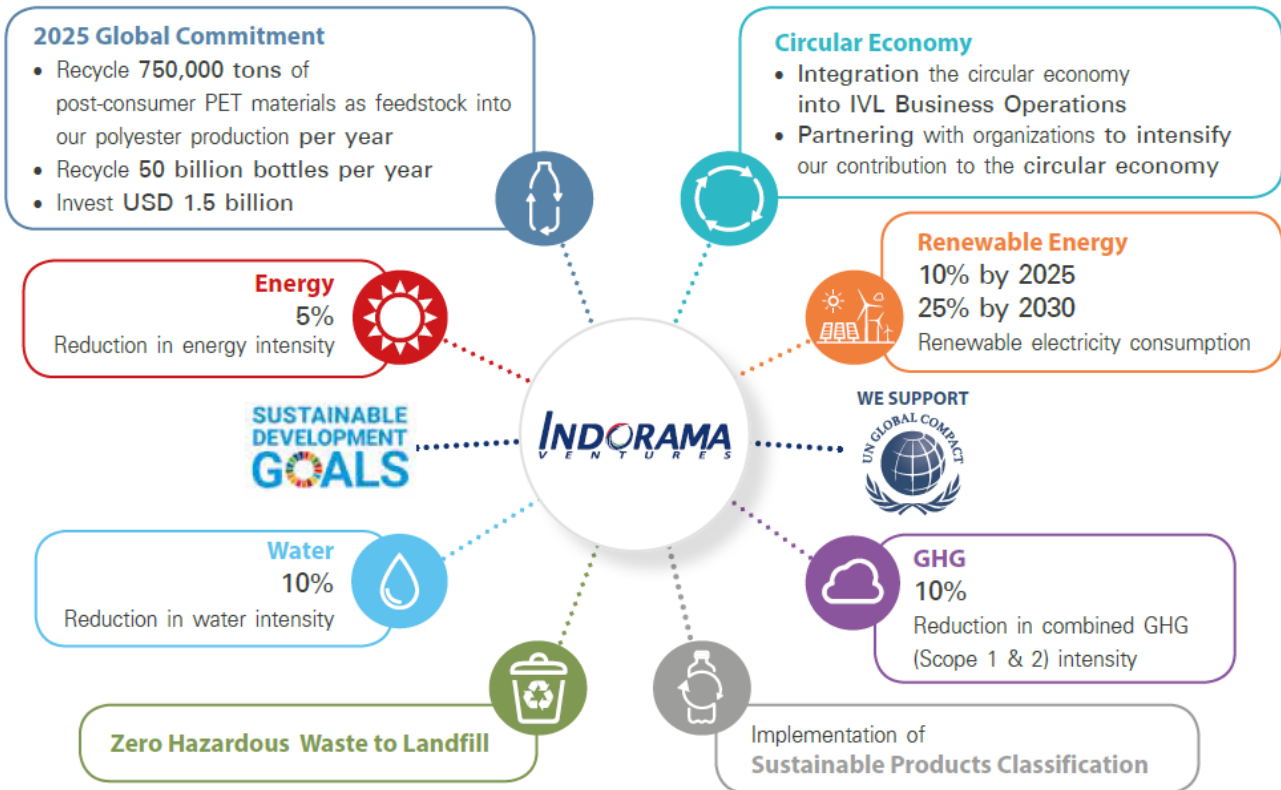 2025 Global Commitment
• Recycle 750,000 tons of
post-consumer PET materials as feedstock into
our polyester production per year
• Recycle 50 billion bottles per year
• Invest USD 1.5 billion
Circular Economy
• Integration the circular economy
into IVL Business Operations
• Partnering with organizations to intensify
our contribution to the circular economy
Energy
5%
Reduction in energy intensity
Renewable Energy
10% by 2025
25% by 2030
Renewable electricity consumption
SUSTAINABLE
DEVELOPMENT
GOALS
INDORAMA
VENTURES
WE SUPPORT
UN GLOBAL COMPACT
Water
10%
Reduction in water intensity
GHG
10%
Reduction in combined GHG
(Scope 1 & 2) intensity
Zero Hazardous Waste to Landfill
Implementation of
Sustainable Products Classification